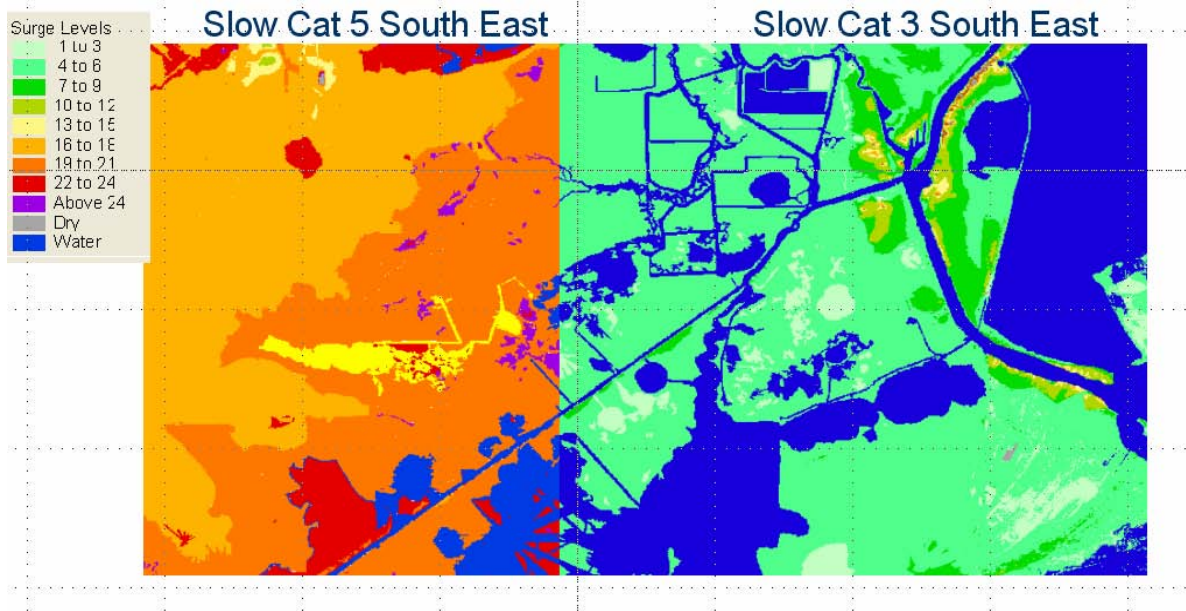 Slow Cat 5 South East
Slow Cat 3 South East
Surge Levels
1 to 3
4 to 6
7 to 9
10 to 12
13 to 15
16 to 18
19 to 21
22 to 24
Above 24
Dry
Water